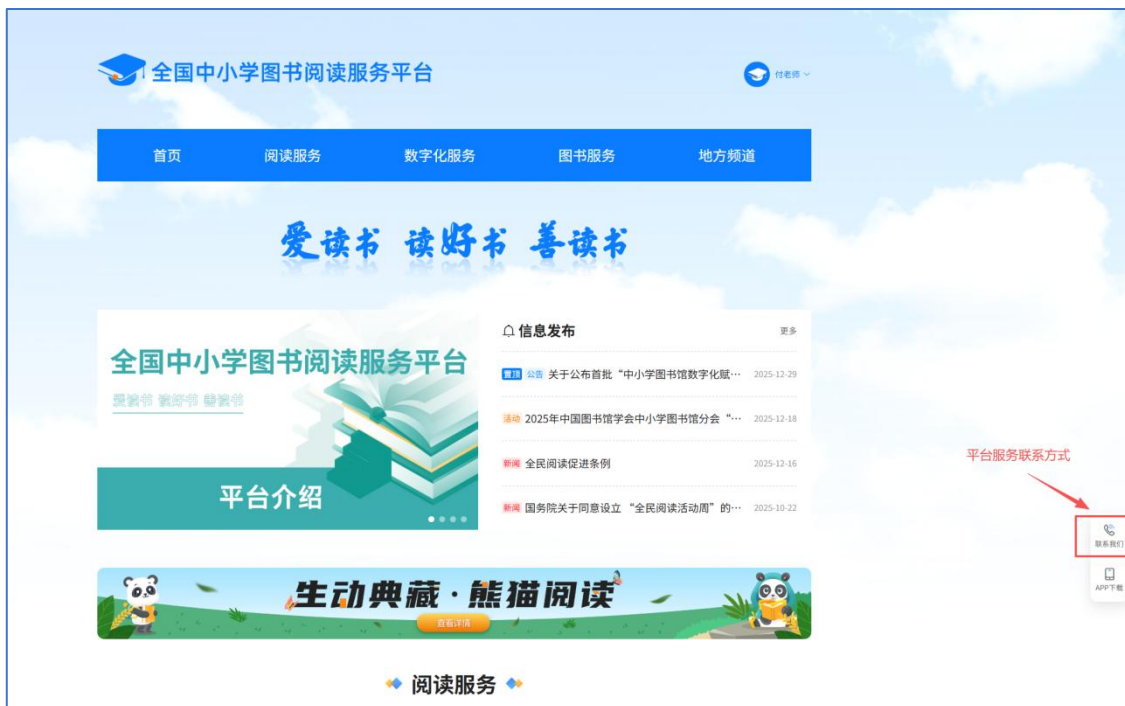 全国中小学图书阅读服务平台
付老师
首页 阅读服务 数字化服务 图书服务 地方频道
爱读书 读好书 善读书
全国中小学图书阅读服务平台
爱读书 读好书 善读书
平台介绍
信息发布 更多
置顶 公告 关于公布首批“中小学图书馆数字化赋… 2025-12-29
活动 2025年中国图书馆学会中小学图书馆分会“… 2025-12-18
新闻 全民阅读促进条例 2025-12-16
新闻 国务院关于同意设立 “全民阅读活动周”的… 2025-10-22
平台服务联系方式
联系我们
APP下载
生动典藏·熊猫阅读
查看详情
阅读服务